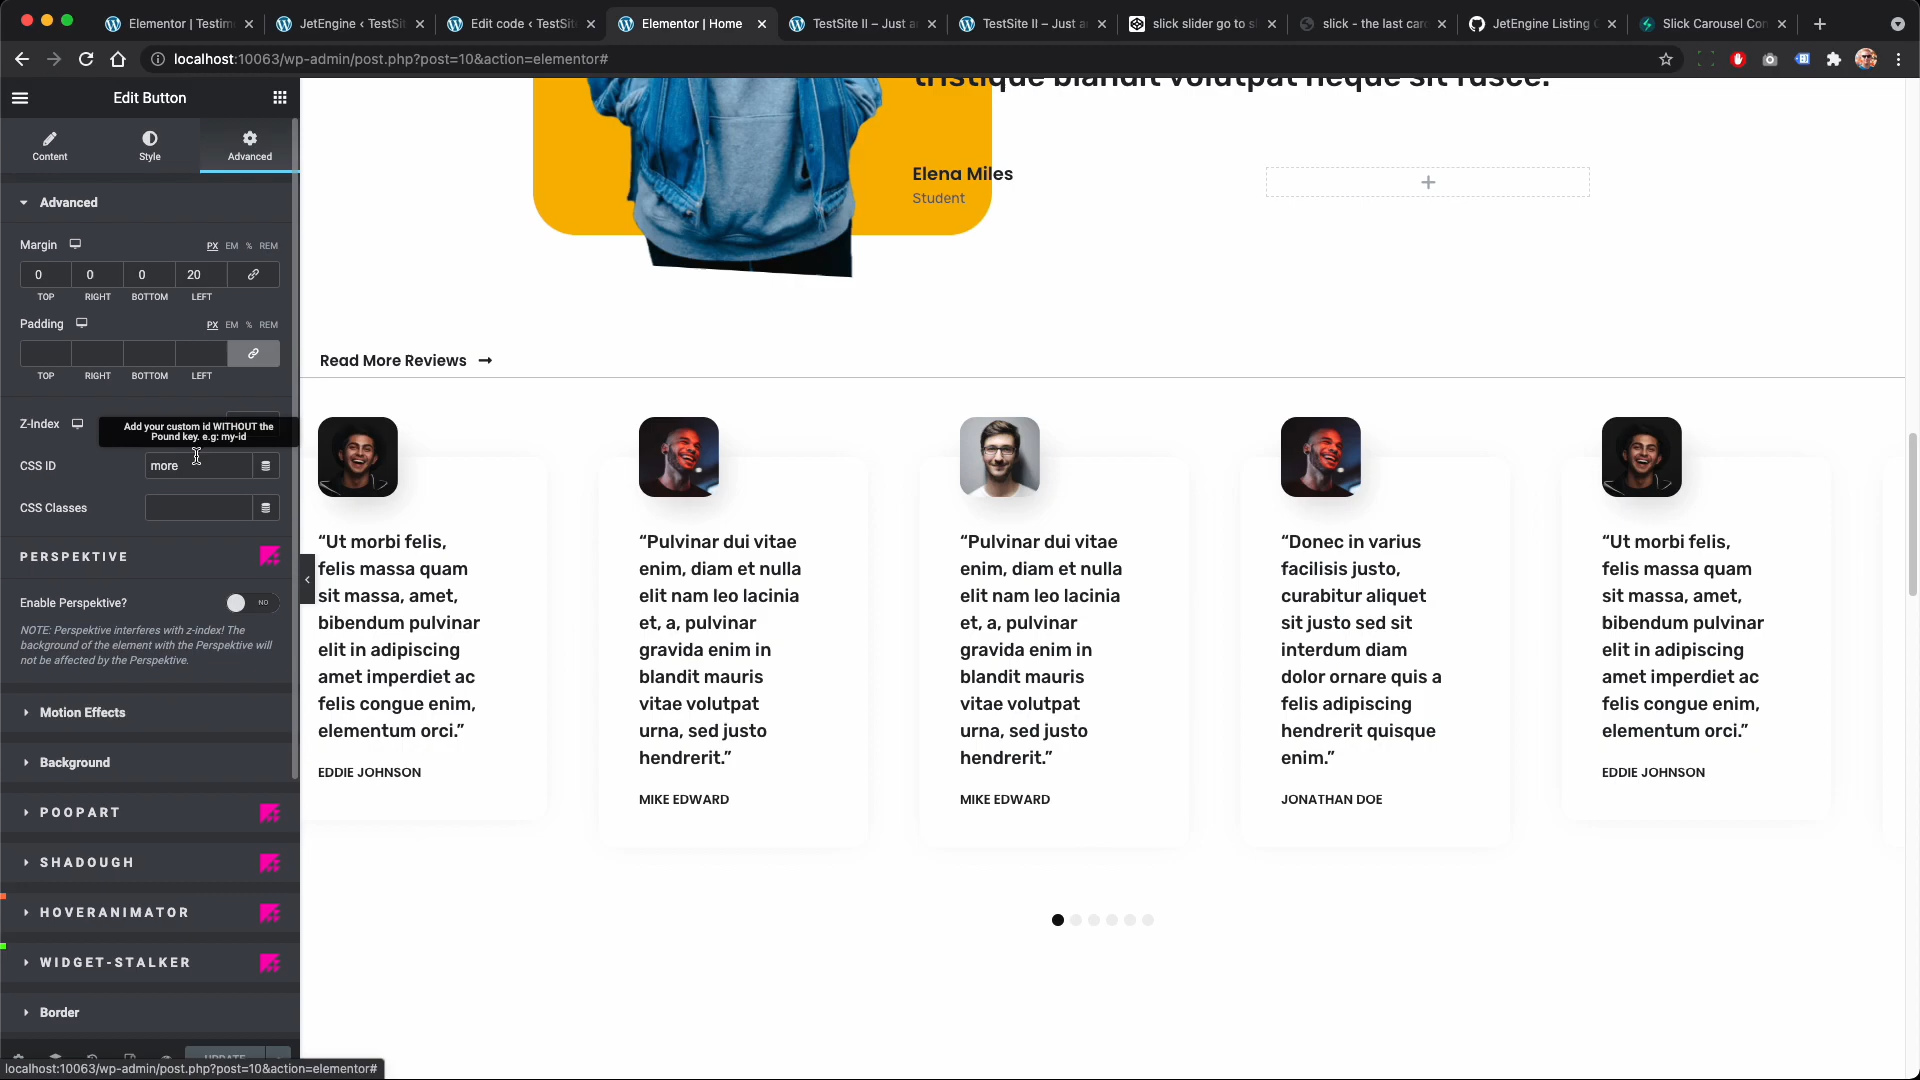 Elementor | Testim
JetEngine ‹ TestSit
Edit code ‹ TestSite
Elementor | Home
TestSite II – Just a
TestSite II – Just a
slick slider go to s
slick - the last car
JetEngine Listing
Slick Carousel Con
localhost:10063/wp-admin/post.php?post=10&action=elementor#
Edit Button
Content
Style
Advanced
Advanced
Margin
PX EM % REM
0 0 0 20
TOP RIGHT BOTTOM LEFT
Padding
PX EM % REM
TOP RIGHT BOTTOM LEFT
Z-Index
Add your custom id WITHOUT the
Pound key. e.g: my-id
CSS ID
more
CSS Classes
PERSPEKTIVE
Enable Perspektive?
NO
NOTE: Perspektive interferes with z-index! The
background of the element with the Perspektive will
not be affected by the Perspektive.
Motion Effects
Background
POOPART
SHADOUGH
HOVERANIMATOR
WIDGET-STALKER
Border
UPDATE
localhost:10063/wp-admin/post.php?post=10&action=elementor#
tristique blandit volutpat neque sit fusce.
Elena Miles
Student
Read More Reviews
“Ut morbi felis,
felis massa quam
sit massa, amet,
bibendum pulvinar
elit in adipiscing
amet imperdiet ac
felis congue enim,
elementum orci.”
EDDIE JOHNSON
“Pulvinar dui vitae
enim, diam et nulla
elit nam leo lacinia
et, a, pulvinar
gravida enim in
blandit mauris
vitae volutpat
urna, sed justo
hendrerit.”
MIKE EDWARD
“Pulvinar dui vitae
enim, diam et nulla
elit nam leo lacinia
et, a, pulvinar
gravida enim in
blandit mauris
vitae volutpat
urna, sed justo
hendrerit.”
MIKE EDWARD
“Donec in varius
facilisis justo,
curabitur aliquet
sit justo sed sit
interdum diam
dolor ornare quis a
felis adipiscing
hendrerit quisque
enim.”
JONATHAN DOE
“Ut morbi felis,
felis massa quam
sit massa, amet,
bibendum pulvinar
elit in adipiscing
amet imperdiet ac
felis congue enim,
elementum orci.”
EDDIE JOHNSON